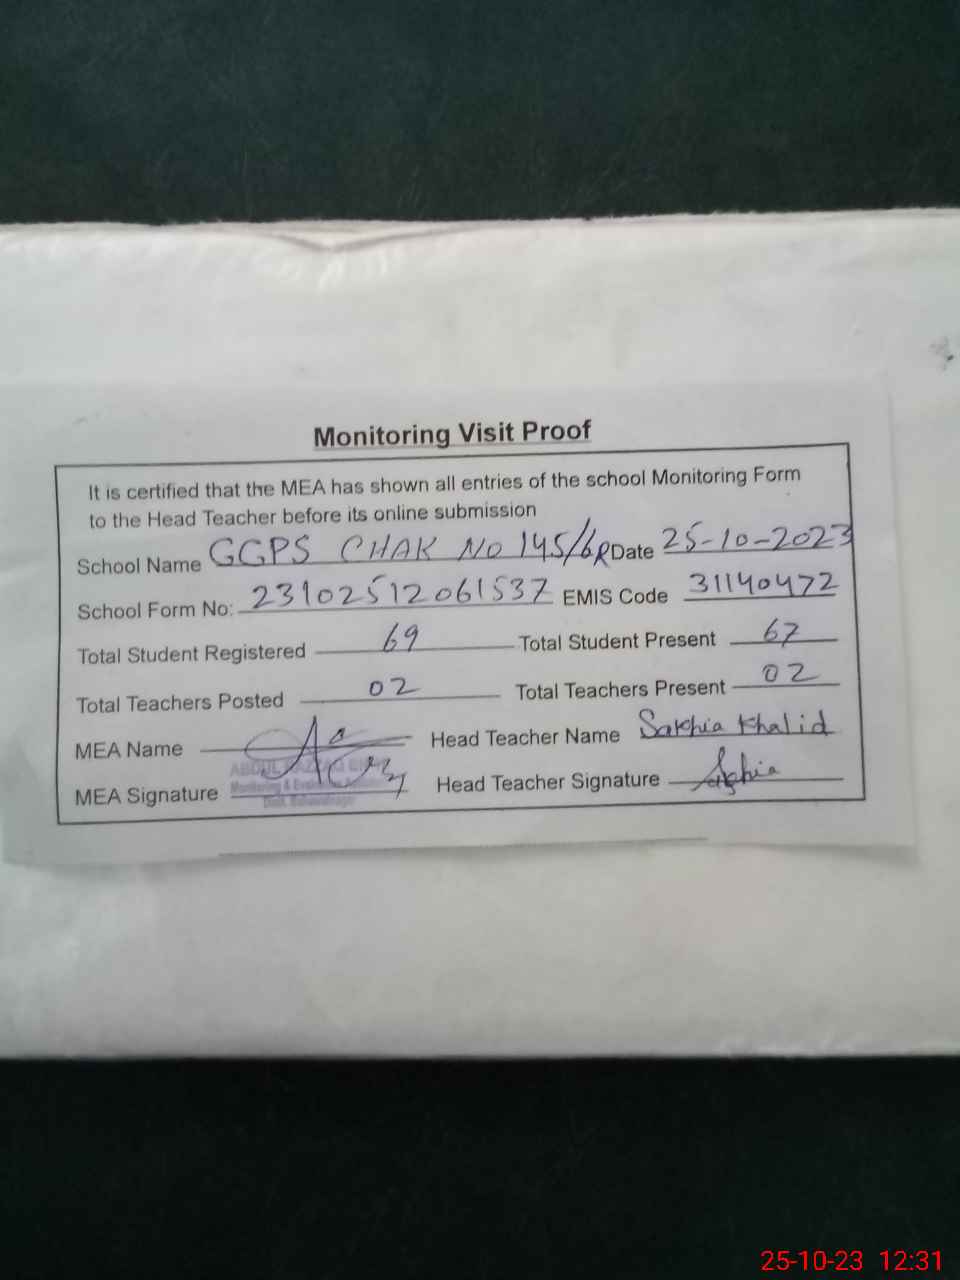 Monitoring Visit Proof
It is certified that the MEA has shown all entries of the school Monitoring Form
to the Head Teacher before its online submission
School Name GGPS CHAK NO 145/6R Date 25-10-2023
School Form No: 23102512061537 EMIS Code 31140472
Total Student Registered 69 Total Student Present 67
Total Teachers Posted 02 Total Teachers Present 02
MEA Name Head Teacher Name Sakhia Khalid
ABDUL
MEA Signature Head Teacher Signature
Monitoring &
25-10-23 12:31